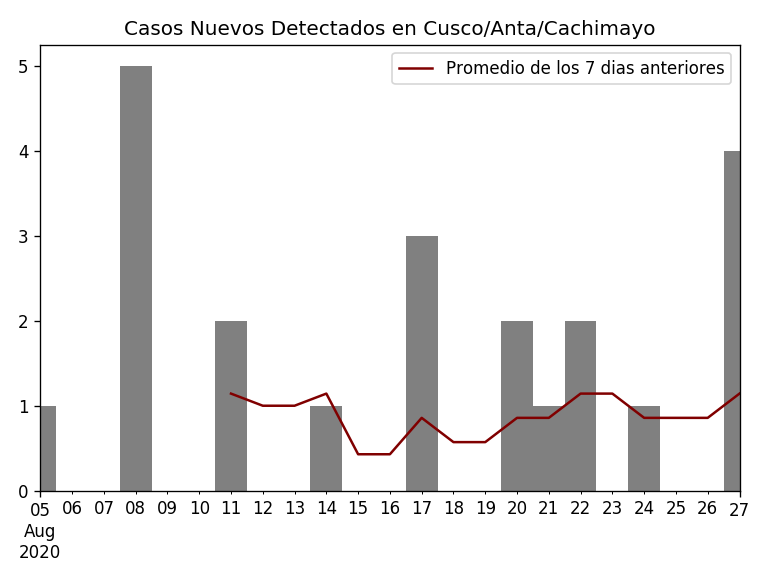 Casos Nuevos Detectados en Cusco/Anta/Cachimayo
Promedio de los 7 dias anteriores
5
4
3
2
1
0
05 06 07 08 09 10 11 12 13 14 15 16 17 18 19 20 21 22 23 24 25 26 27
Aug
2020